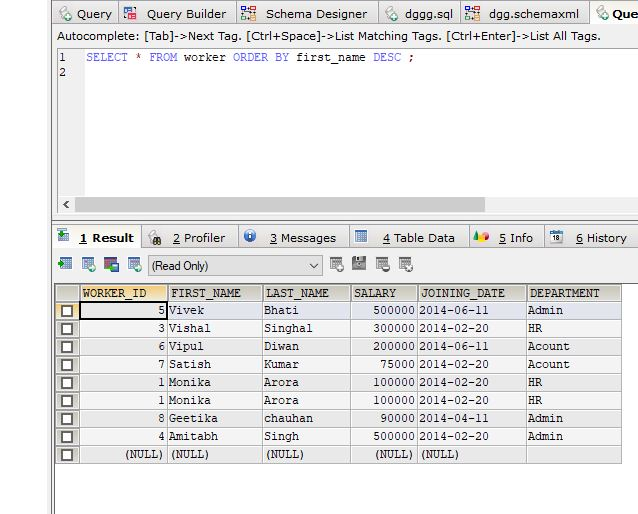 Query Query Builder Schema Designer dggg.sql dgg.schemaxml Que
Autocomplete: [Tab]->Next Tag. [Ctrl+Space]->List Matching Tags. [Ctrl+Enter]->List All Tags.
1 SELECT * FROM worker ORDER BY first_name DESC ;
2
1 Result 2 Profiler 3 Messages 4 Table Data 5 Info 18 6 History
(Read Only)
WORKER_ID FIRST_NAME LAST_NAME SALARY JOINING_DATE DEPARTMENT
5 Vivek Bhati 500000 2014-06-11 Admin
3 Vishal Singhal 300000 2014-02-20 HR
6 Vipul Diwan 200000 2014-06-11 Acount
7 Satish Kumar 75000 2014-02-20 Acount
1 Monika Arora 100000 2014-02-20 HR
1 Monika Arora 100000 2014-02-20 HR
8 Geetika chauhan 90000 2014-04-11 Admin
4 Amitabh Singh 500000 2014-02-20 Admin
(NULL) (NULL) (NULL) (NULL) (NULL)